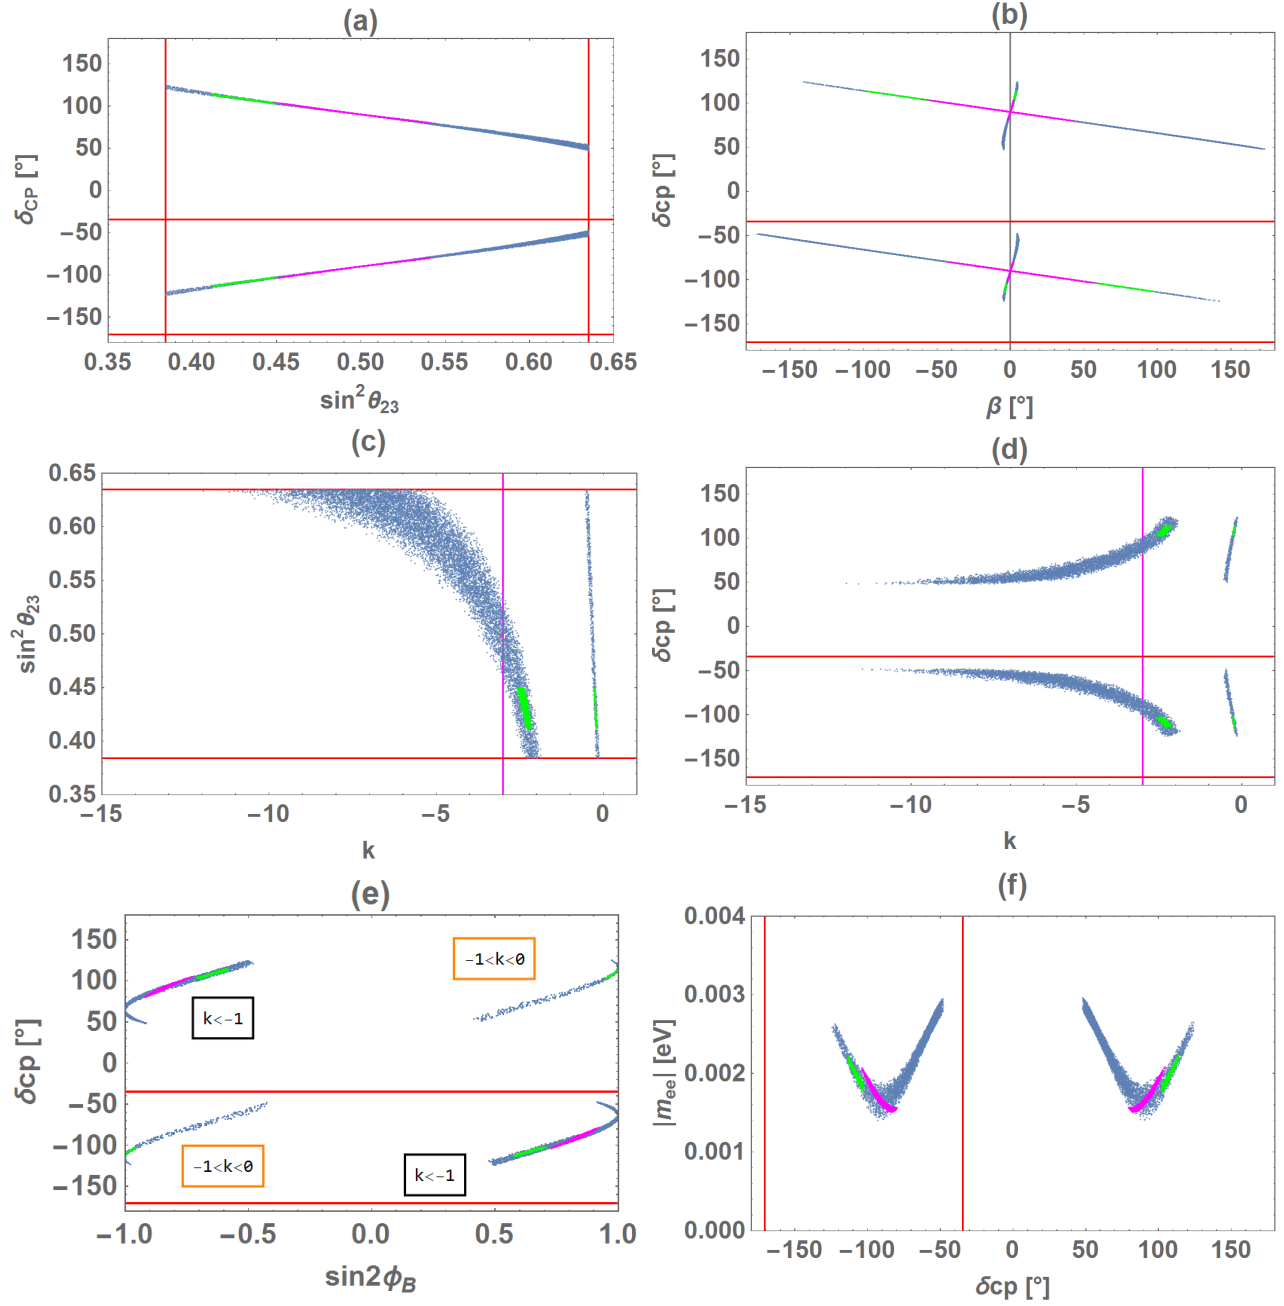 (a)
150
100
50
0
−50
−100
−150
δCP [°]
0.35 0.40 0.45 0.50 0.55 0.60 0.65
sin²θ₂₃
(b)
150
100
50
0
−50
−100
−150
δcp [°]
−150 −100 −50 0 50 100 150
β [°]
(c)
0.65
0.60
0.55
0.50
0.45
0.40
0.35
sin²θ₂₃
−15 −10 −5 0
k
(d)
150
100
50
0
−50
−100
−150
δcp [°]
−15 −10 −5 0
k
(e)
150
100
50
0
−50
−100
−150
δcp [°]
−1<k<0
k<−1
−1<k<0
k<−1
−1.0 −0.5 0.0 0.5 1.0
sin2ϕB
(f)
0.004
0.003
0.002
0.001
0.000
|mee| [eV]
−150 −100 −50 0 50 100 150
δcp [°]